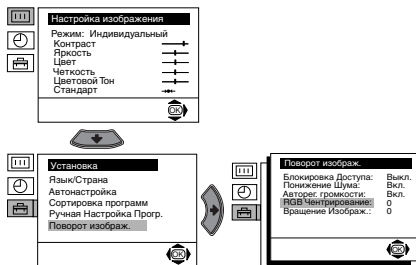 Настройка изображения
Режим: Индивидуальный
Контраст
Яркость
Цвет
Четкость
Цветовой Тон
Стандарт
OK
Установка
Язык/Страна
Автонастройка
Сортировка программ
Ручная Настройка Прогр.
Поворот изображ.
OK
Поворот изображ.
Блокировка Доступа: Выкл.
Понижение Шума: Вкл.
Авторег. громкости: Вкл.
RGB Чентрирование: 0
Вращение Изображ.: 0
OK